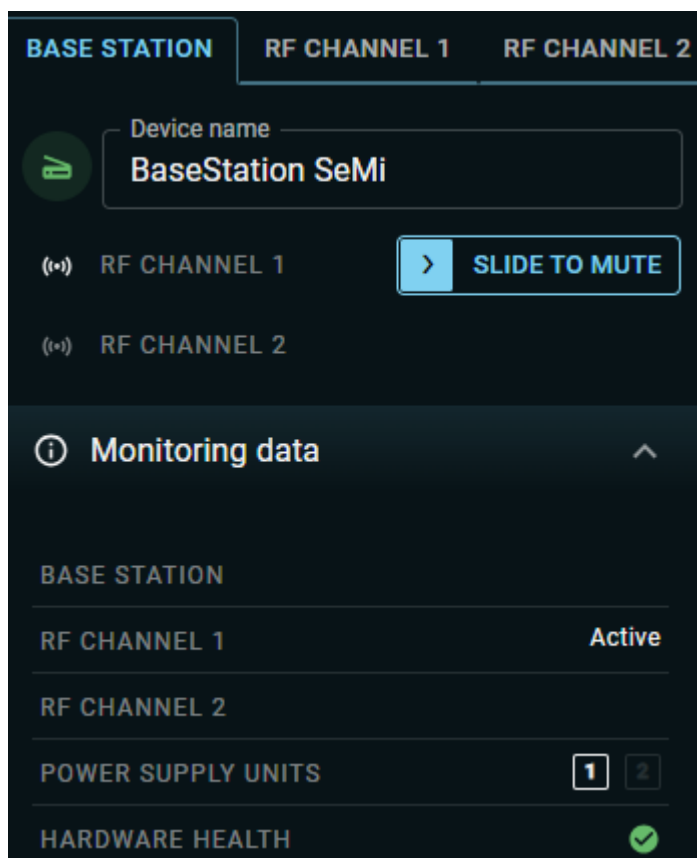 BASE STATION RF CHANNEL 1 RF CHANNEL 2
Device name
BaseStation SeMi
RF CHANNEL 1 SLIDE TO MUTE
RF CHANNEL 2
Monitoring data
BASE STATION
RF CHANNEL 1 Active
RF CHANNEL 2
POWER SUPPLY UNITS 1 2
HARDWARE HEALTH